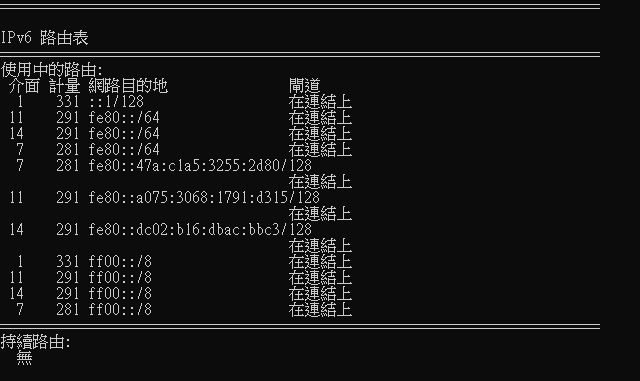 ===========================================================================
IPv6 路由表
===========================================================================
使用中的路由:
介面 計量 網路目的地 閘道
1 331 ::1/128 在連結上
11 291 fe80::/64 在連結上
14 291 fe80::/64 在連結上
7 281 fe80::/64 在連結上
7 281 fe80::47a:c1a5:3255:2d80/128
在連結上
11 291 fe80::a075:3068:1791:d315/128
在連結上
14 291 fe80::dc02:b16:dbac:bbc3/128
在連結上
1 331 ff00::/8 在連結上
11 291 ff00::/8 在連結上
14 291 ff00::/8 在連結上
7 281 ff00::/8 在連結上
===========================================================================
持續路由:
無